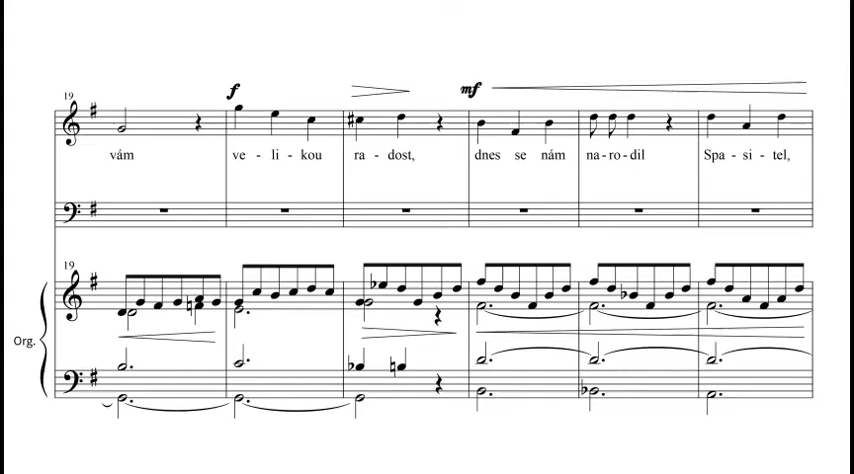 19
f
mf
vám ve - li - kou ra - dost, dnes se nám na - ro - dil Spa - si - tel,
19
Org.